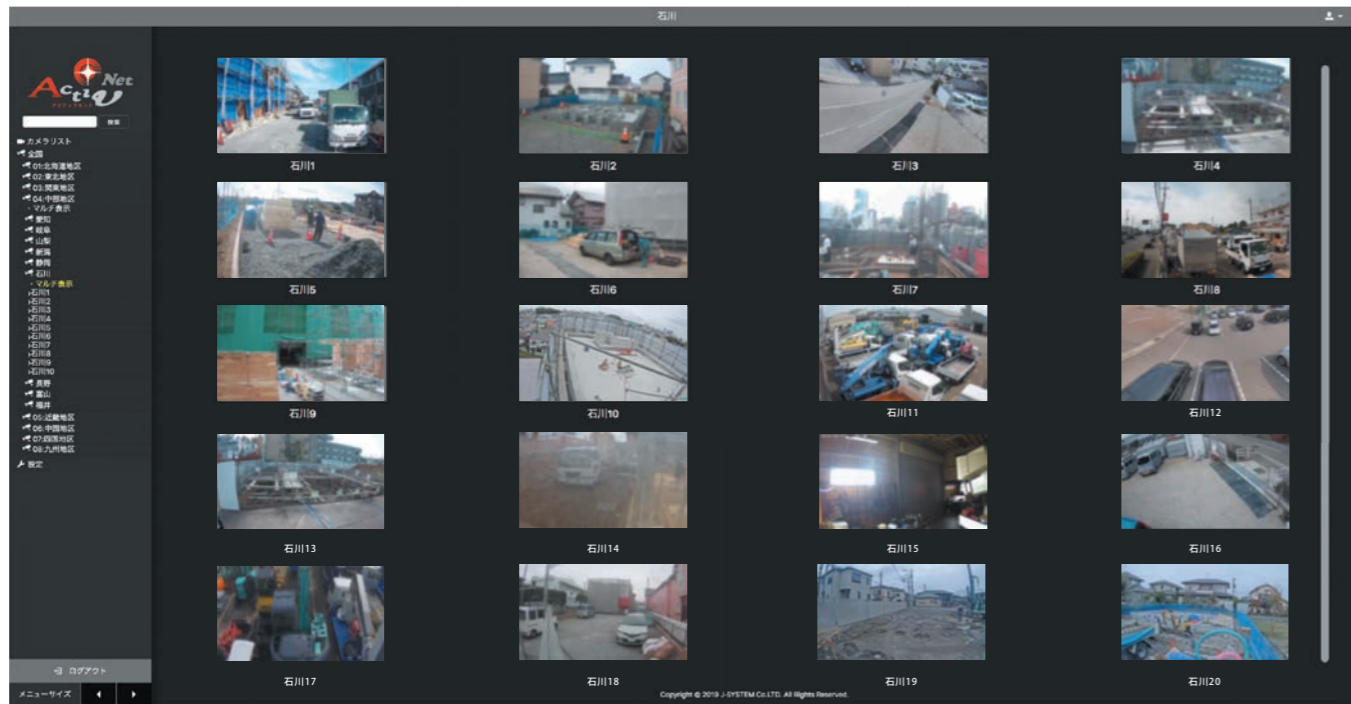 石川
Acti Net
アクティブネット
検索
カメラリスト
全国
01:北海道地区
02:東北地区
03:関東地区
04:中部地区
・マルチ表示
愛知
岐阜
山梨
新潟
静岡
石川
・マルチ表示
›石川1
›石川2
›石川3
›石川4
›石川5
›石川6
›石川7
›石川8
›石川9
›石川10
長野
富山
福井
05:近畿地区
06:中国地区
07:四国地区
08:九州地区
設定
ログアウト
メニューサイズ
石川1
石川2
石川3
石川4
石川5
石川6
石川7
石川8
石川9
石川10
石川11
石川12
石川13
石川14
石川15
石川16
石川17
石川18
石川19
石川20
Copyright © 2019 J-SYSTEM Co.LTD. All Rights Reserved.